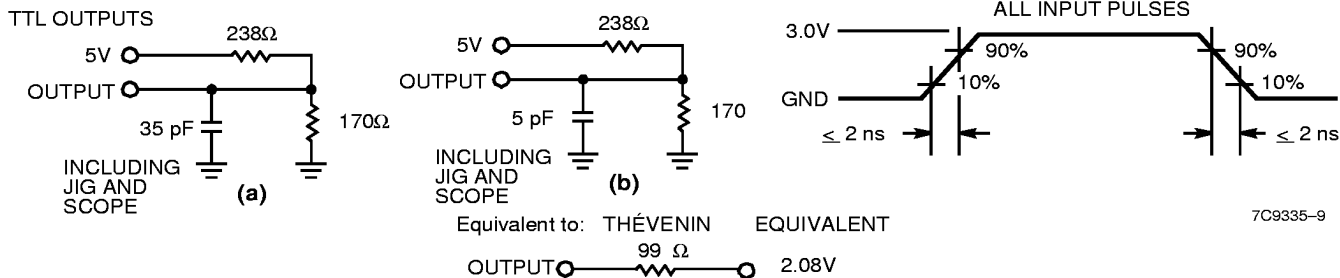 TTL OUTPUTS
5V
238Ω
OUTPUT
35 pF
170Ω
INCLUDING
JIG AND
SCOPE
(a)
5V
238Ω
OUTPUT
5 pF
170
INCLUDING
JIG AND
SCOPE
(b)
Equivalent to: THÉVENIN EQUIVALENT
99 Ω
OUTPUT
2.08V
ALL INPUT PULSES
3.0V
90%
90%
10%
10%
GND
≤ 2 ns
≤ 2 ns
7C9335–9